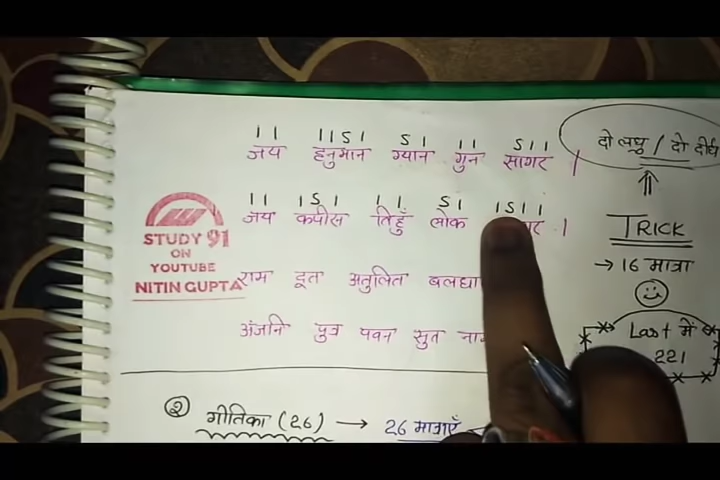 । । ।। ऽ । ऽ । । । ऽ । ।
जय हनुमान ग्यान गुन सागर ।
दो लघु / दो दीर्घ
। । । ऽ । । । ऽ । । ऽ । ।
जय कपीस तिहुँ लोक
TRICK
→ 16 मात्रा
STUDY 91
ON
YOUTUBE
NITIN GUPTA
राम दूत अतुलित बलधा
अंजनि पुत्र पवन सुत नाम
Last में
221
② गीतिका (26) → 26 मात्राएँ